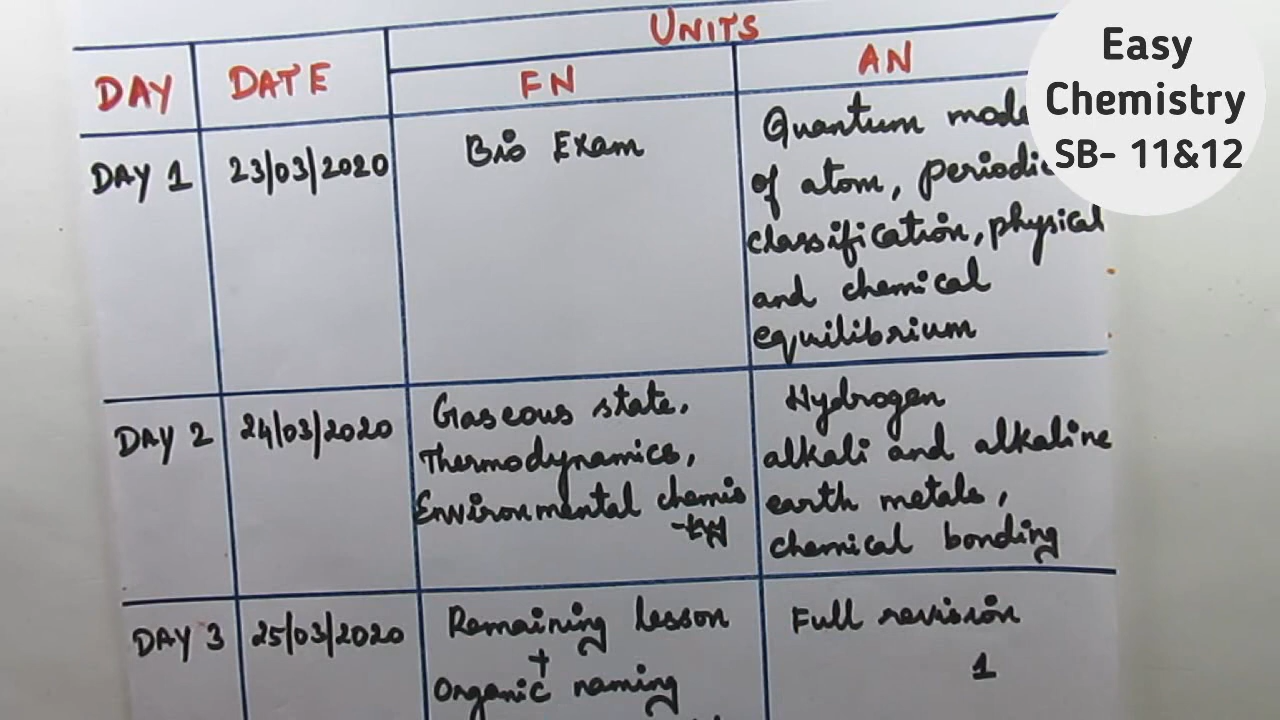 UNITS
DAY DATE FN AN
Easy
Chemistry
SB- 11&12
DAY 1 23/03/2020 Bio Exam
Quantum
of atom,
classification, physical
and chemical
equilibrium
DAY 2 24/03/2020
Gaseous state,
Thermodynamics,
Environmental chemis
-try
Hydrogen
alkali and alkaline
earth metals,
chemical bonding
DAY 3 25/03/2020
Remaining lesson
+
Organic naming
Full revision
1